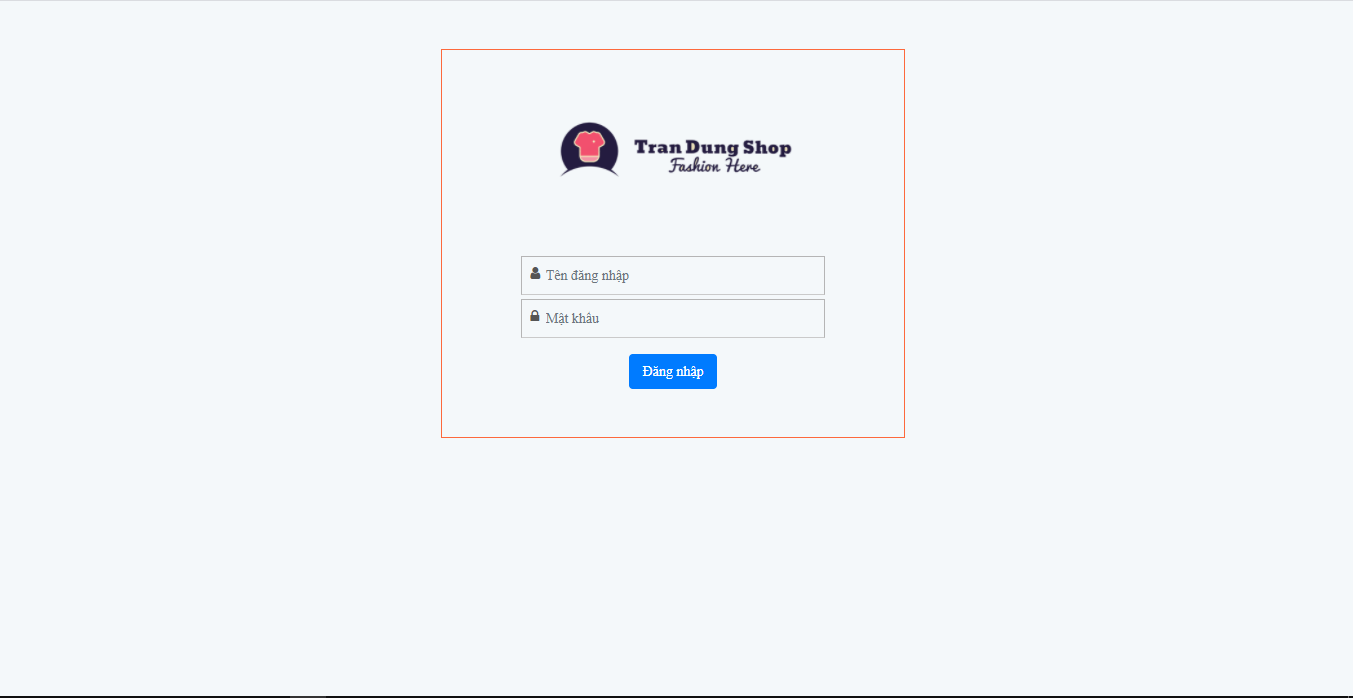 Tran Dung Shop
Fashion Here
Tên đăng nhập
Mật khẩu
Đăng nhập